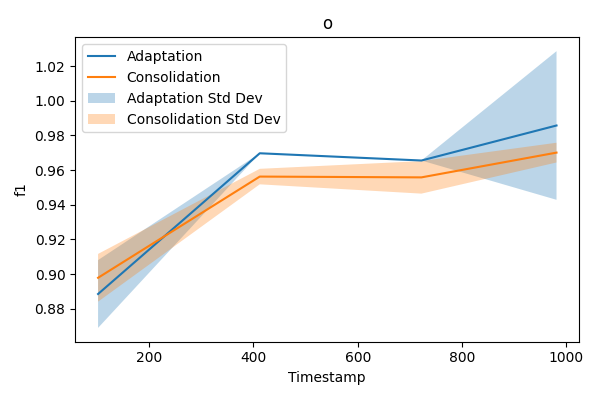 o
Adaptation
Consolidation
Adaptation Std Dev
Consolidation Std Dev
1.02
1.00
0.98
0.96
0.94
0.92
0.90
0.88
f1
200
400
600
800
1000
Timestamp